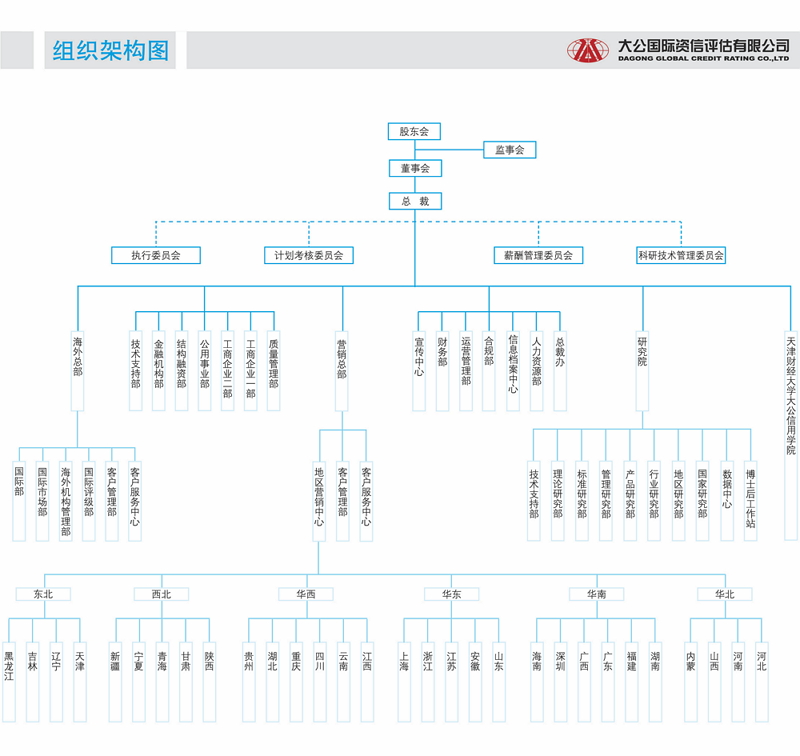 组织架构图
大公国际资信评估有限公司
DAGONG GLOBAL CREDIT RATING CO.,LTD
股东会
监事会
董事会
总 裁
执行委员会
计划考核委员会
薪酬管理委员会
科研技术管理委员会
海外总部
技术支持部
金融机构部
结构融资部
公用事业部
工商企业二部
工商企业一部
质量管理部
营销总部
宣传中心
财务部
运营管理部
合规部
信息档案中心
人力资源部
总裁办
研究院
天津财经大学大公信用学院
国际部
国际市场部
海外机构管理部
国际评级部
客户管理部
客户服务中心
地区营销中心
客户管理部
客户服务中心
技术支持部
理论研究部
标准研究部
管理研究部
产品研究部
行业研究部
地区研究部
国家研究部
数据中心
博士后工作站
东北
西北
华西
华东
华南
华北
黑龙江
吉林
辽宁
天津
新疆
宁夏
青海
甘肃
陕西
贵州
湖北
重庆
四川
云南
江西
上海
浙江
江苏
安徽
山东
海南
深圳
广西
广东
福建
湖南
内蒙
山西
河南
河北